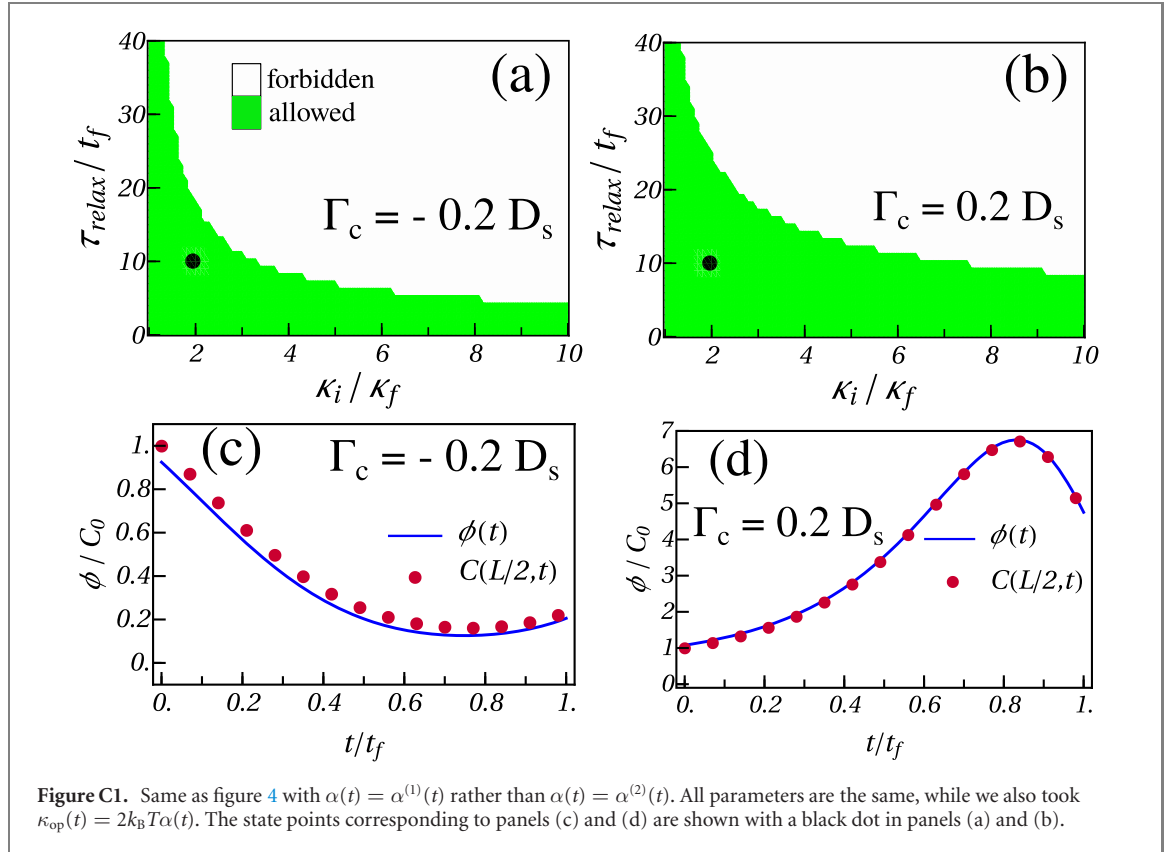 40
30
20
10
0
τrelax / tf
forbidden
allowed
(a)
Γc = - 0.2 Ds
2 4 6 8 10
κi / κf
40
30
20
10
0
τrelax / tf
(b)
Γc = 0.2 Ds
2 4 6 8 10
κi / κf
1.
0.8
0.6
0.4
0.2
0.
ϕ / C0
(c)
Γc = - 0.2 Ds
ϕ(t)
C(L/2,t)
0. 0.2 0.4 0.6 0.8 1.
t/tf
7
6
5
4
3
2
1
0
ϕ / C0
(d)
Γc = 0.2 Ds
ϕ(t)
C(L/2,t)
0. 0.2 0.4 0.6 0.8 1.
t/tf
Figure C1. Same as figure 4 with α(t) = α(1)(t) rather than α(t) = α(2)(t). All parameters are the same, while we also took
κop(t) = 2kBTα(t). The state points corresponding to panels (c) and (d) are shown with a black dot in panels (a) and (b).